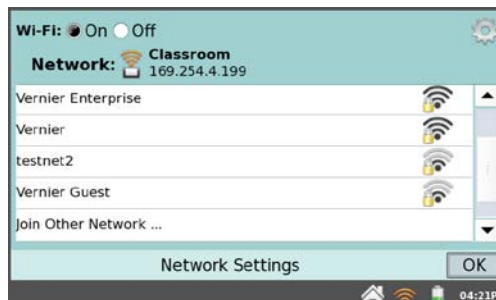 Wi-Fi: On Off
Network: Classroom
169.254.4.199
Vernier Enterprise
Vernier
testnet2
Vernier Guest
Join Other Network ...
Network Settings OK